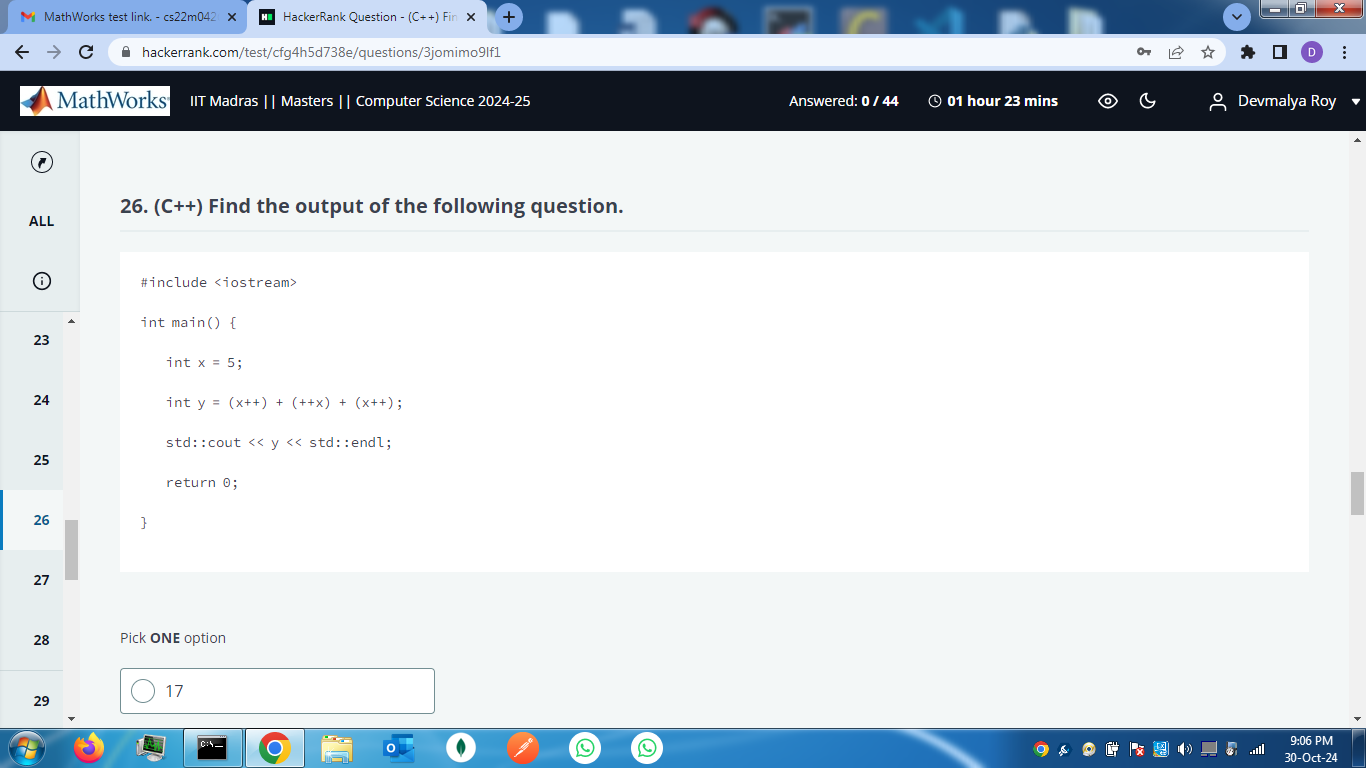 MathWorks test link. - cs22m042
HackerRank Question - (C++) Fin
hackerrank.com/test/cfg4h5d738e/questions/3jomimo9lf1
D
MathWorks
IIT Madras || Masters || Computer Science 2024-25
Answered: 0 / 44
01 hour 23 mins
Devmalya Roy
ALL
23
24
25
26
27
28
29
26. (C++) Find the output of the following question.
#include <iostream>
int main() {
int x = 5;
int y = (x++) + (++x) + (x++);
std::cout << y << std::endl;
return 0;
}
Pick ONE option
17
9:06 PM
30-Oct-24